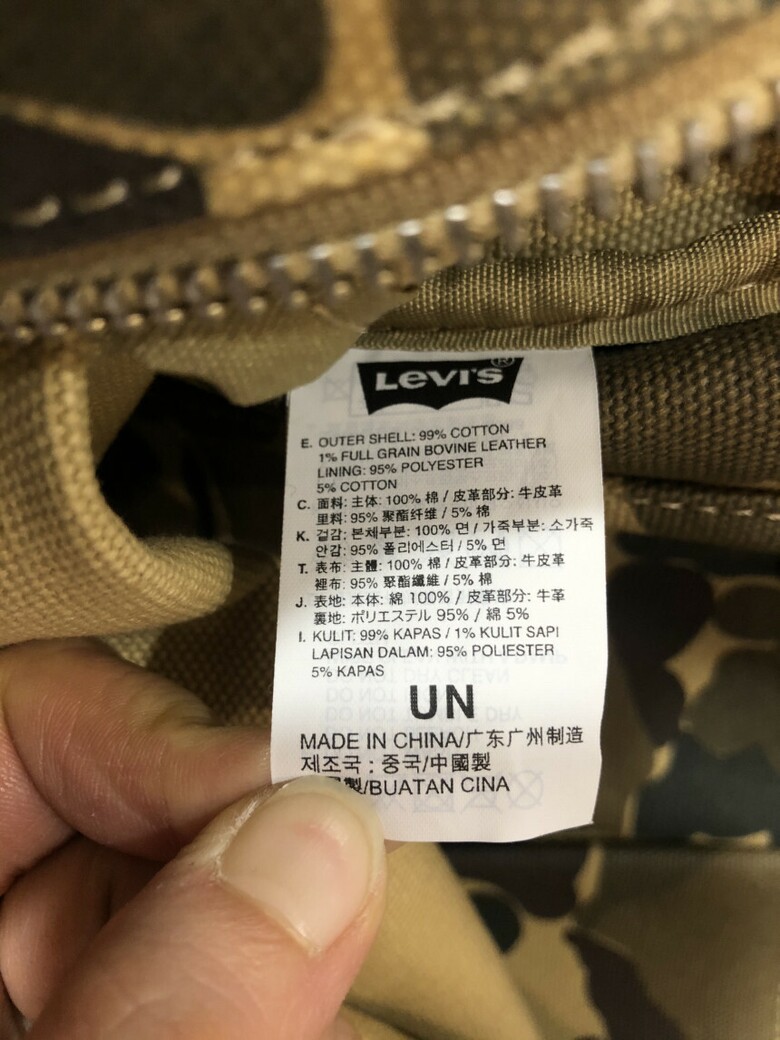 LEVI'S®
E. OUTER SHELL: 99% COTTON
1% FULL GRAIN BOVINE LEATHER
LINING: 95% POLYESTER
5% COTTON
C. 面料: 主体: 100% 棉 / 皮革部分: 牛皮革
里料: 95% 聚酯纤维 / 5% 棉
K. 겉감: 본체부분: 100% 면 / 가죽부분: 소가죽
안감: 95% 폴리에스터 / 5% 면
T. 表布: 主體: 100% 棉 / 皮革部分: 牛皮革
裡布: 95% 聚酯纖維 / 5% 棉
J. 表地: 本体: 綿 100% / 皮革部分: 牛革
裏地: ポリエステル 95% / 綿 5%
I. KULIT: 99% KAPAS / 1% KULIT SAPI
LAPISAN DALAM: 95% POLIESTER
5% KAPAS
UN
MADE IN CHINA/广东广州制造
제조국 : 중국/中國製
製/BUATAN CINA